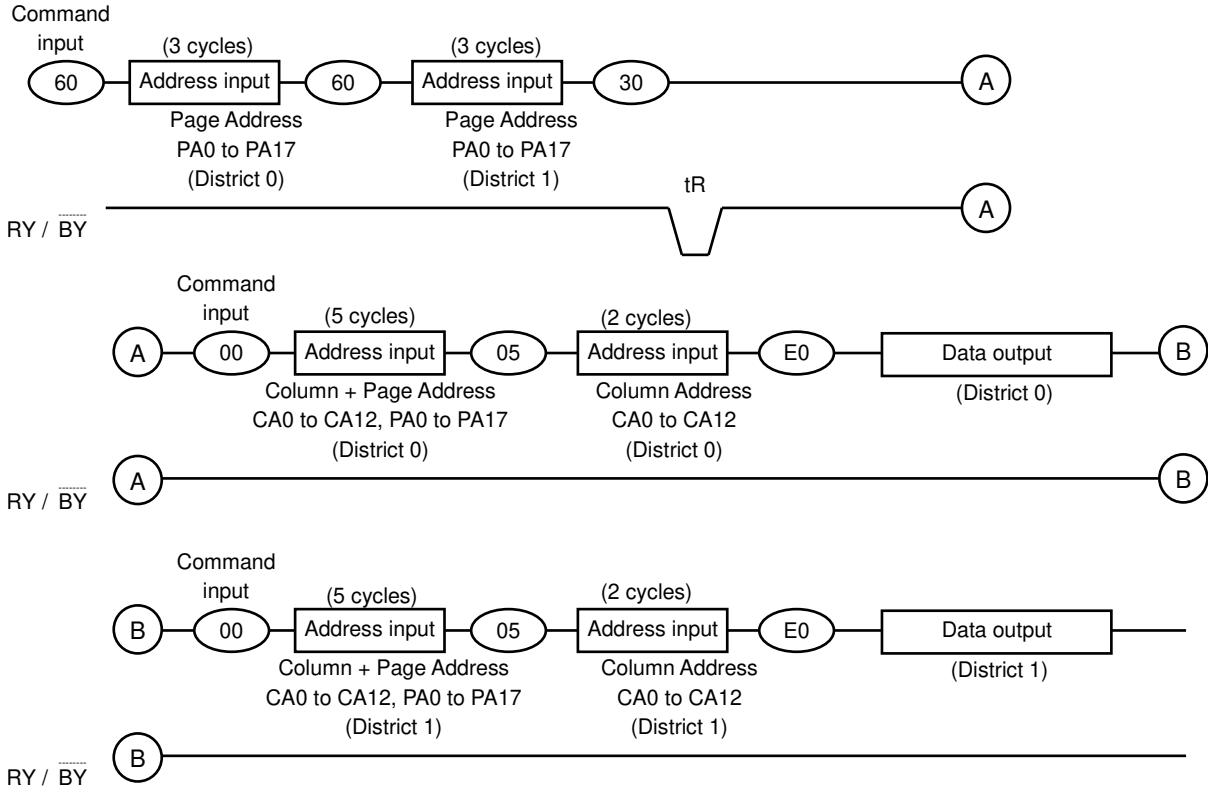 Command
input
(3 cycles)
(3 cycles)
60
Address input
60
Address input
30
A
Page Address
PA0 to PA17
(District 0)
Page Address
PA0 to PA17
(District 1)
tR
A
RY / BY
Command
input
(5 cycles)
(2 cycles)
A
00
Address input
05
Address input
E0
Data output
B
Column + Page Address
CA0 to CA12, PA0 to PA17
(District 0)
Column Address
CA0 to CA12
(District 0)
(District 0)
A
B
RY / BY
Command
input
(5 cycles)
(2 cycles)
B
00
Address input
05
Address input
E0
Data output
Column + Page Address
CA0 to CA12, PA0 to PA17
(District 1)
Column Address
CA0 to CA12
(District 1)
(District 1)
B
RY / BY